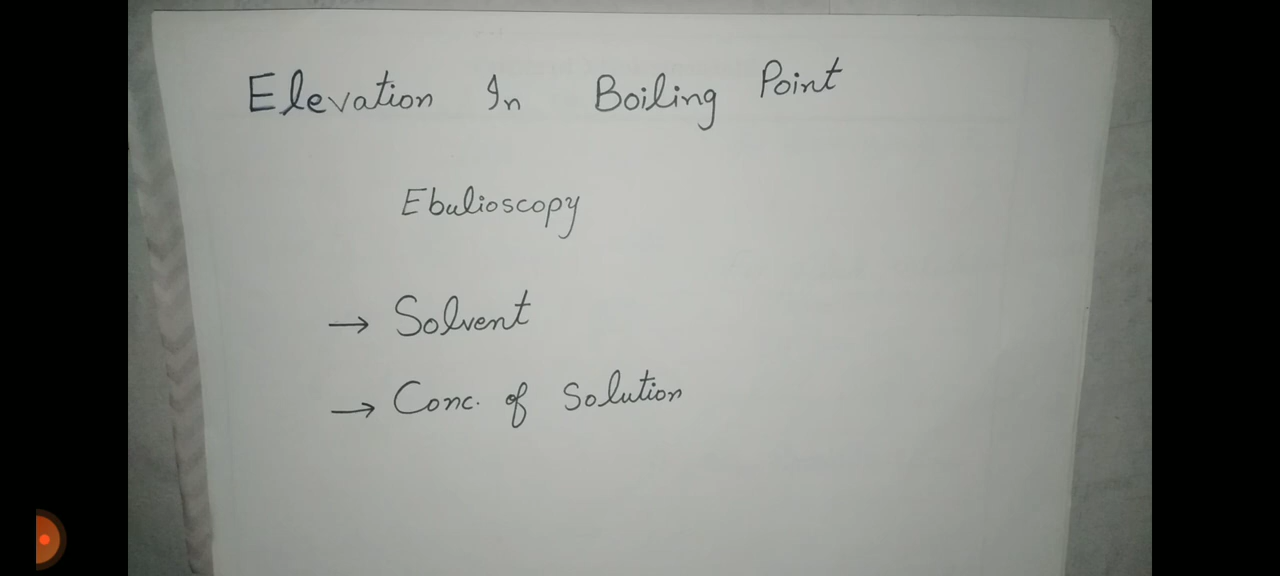 Elevation In Boiling Point
Ebulioscopy
→ Solvent
→ Conc. of Solution